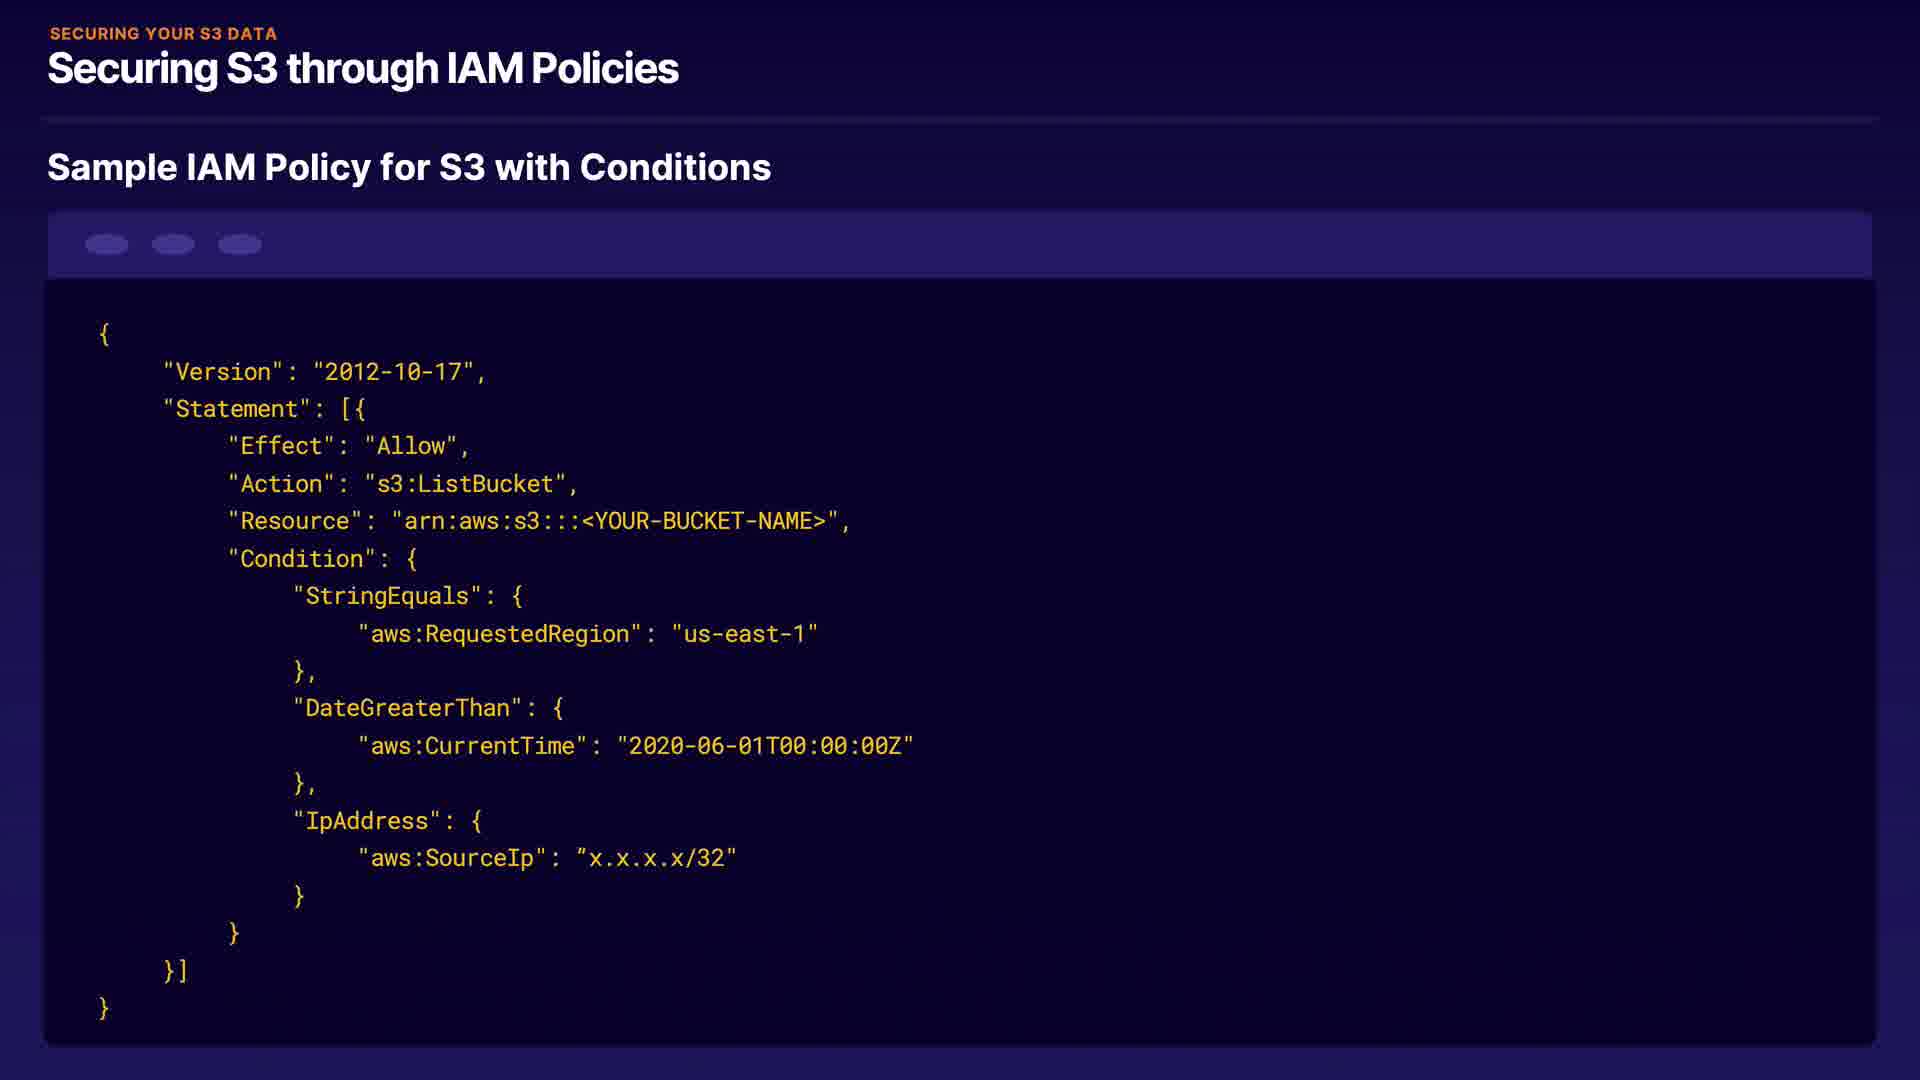 SECURING YOUR S3 DATA
Securing S3 through IAM Policies
Sample IAM Policy for S3 with Conditions
{
"Version": "2012-10-17",
"Statement": [{
"Effect": "Allow",
"Action": "s3:ListBucket",
"Resource": "arn:aws:s3:::<YOUR-BUCKET-NAME>",
"Condition": {
"StringEquals": {
"aws:RequestedRegion": "us-east-1"
},
"DateGreaterThan": {
"aws:CurrentTime": "2020-06-01T00:00:00Z"
},
"IpAddress": {
"aws:SourceIp": ”x.x.x.x/32"
}
}
}]
}